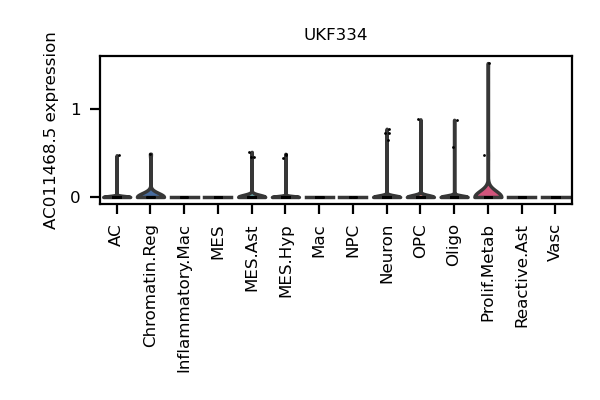 UKF334
AC011468.5 expression
1
0
AC
Chromatin.Reg
Inflammatory.Mac
MES
MES.Ast
MES.Hyp
Mac
NPC
Neuron
OPC
Oligo
Prolif.Metab
Reactive.Ast
Vasc